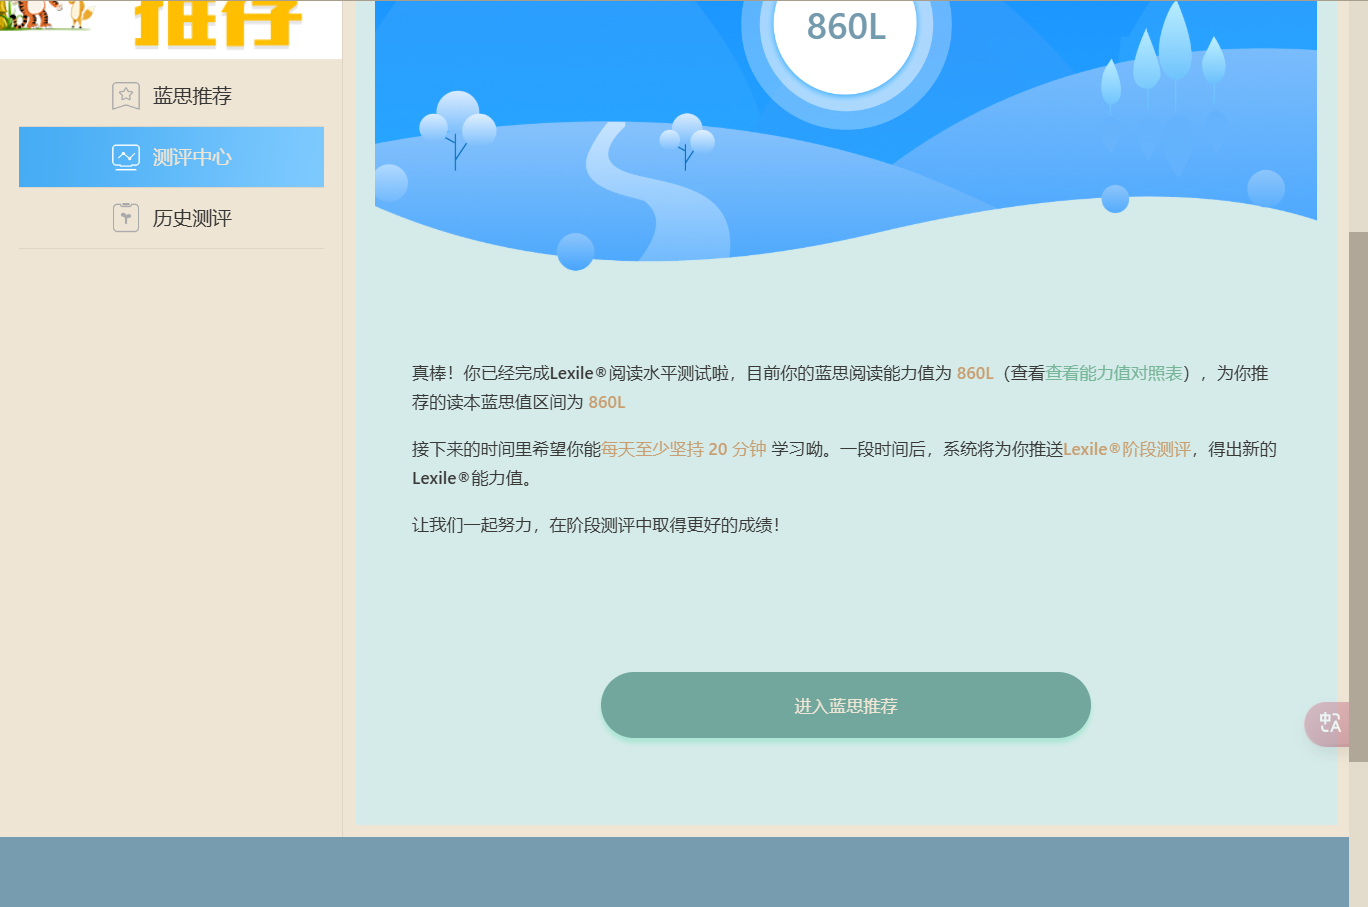 推荐
860L
蓝思推荐
测评中心
历史测评
真棒！你已经完成Lexile®阅读水平测试啦，目前你的蓝思阅读能力值为 860L（查看查看能力值对照表），为你推
荐的读本蓝思值区间为 860L
接下来的时间里希望你能每天至少坚持 20 分钟 学习呦。一段时间后，系统将为你推送Lexile®阶段测评，得出新的
Lexile®能力值。
让我们一起努力，在阶段测评中取得更好的成绩！
进入蓝思推荐
中A